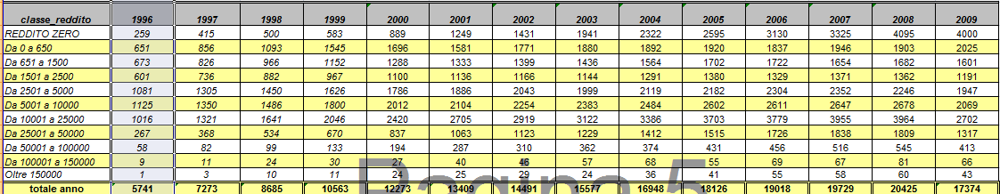 classe_reddito 1996 1997 1998 1999 2000 2001 2002 2003 2004 2005 2006 2007 2008 2009
REDDITO ZERO 259 415 500 583 889 1249 1431 1941 2322 2595 3130 3325 4095 4000
Da 0 a 650 651 856 1093 1545 1696 1581 1771 1880 1892 1920 1837 1946 1903 2025
Da 651 a 1500 673 826 966 1152 1288 1333 1399 1436 1564 1702 1722 1654 1682 1601
Da 1501 a 2500 601 736 882 967 1100 1136 1166 1144 1291 1380 1329 1371 1362 1191
Da 2501 a 5000 1081 1305 1450 1626 1786 1886 2043 1999 2119 2182 2304 2352 2246 1947
Da 5001 a 10000 1125 1350 1486 1800 2012 2104 2254 2383 2484 2602 2611 2647 2678 2069
Da 10001 a 25000 1016 1321 1641 2046 2420 2705 2919 3122 3386 3703 3779 3955 3964 2702
Da 25001 a 50000 267 368 534 670 837 1063 1123 1229 1412 1515 1726 1838 1809 1317
Da 50001 a 100000 58 82 99 133 194 287 310 362 374 431 456 516 545 413
Da 100001 a 150000 9 11 24 30 27 40 46 57 68 55 69 67 81 66
Oltre 150000 1 3 10 11 24 25 29 24 36 41 55 58 60 43
totale anno 5741 7273 8685 10563 12273 13409 14491 15577 16948 18126 19018 19729 20425 17374
Pagina 5